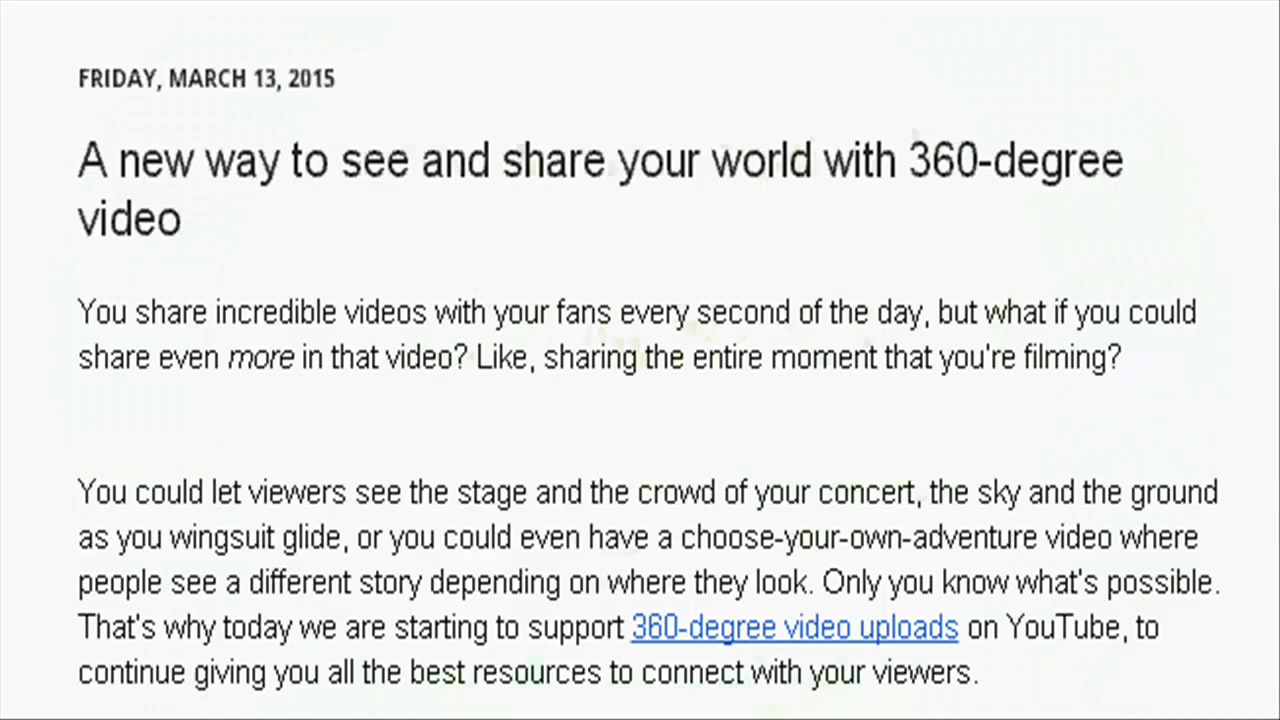 FRIDAY, MARCH 13, 2015
A new way to see and share your world with 360-degree
video
You share incredible videos with your fans every second of the day, but what if you could
share even more in that video? Like, sharing the entire moment that you're filming?
You could let viewers see the stage and the crowd of your concert, the sky and the ground
as you wingsuit glide, or you could even have a choose-your-own-adventure video where
people see a different story depending on where they look. Only you know what's possible.
That's why today we are starting to support 360-degree video uploads on YouTube, to
continue giving you all the best resources to connect with your viewers.